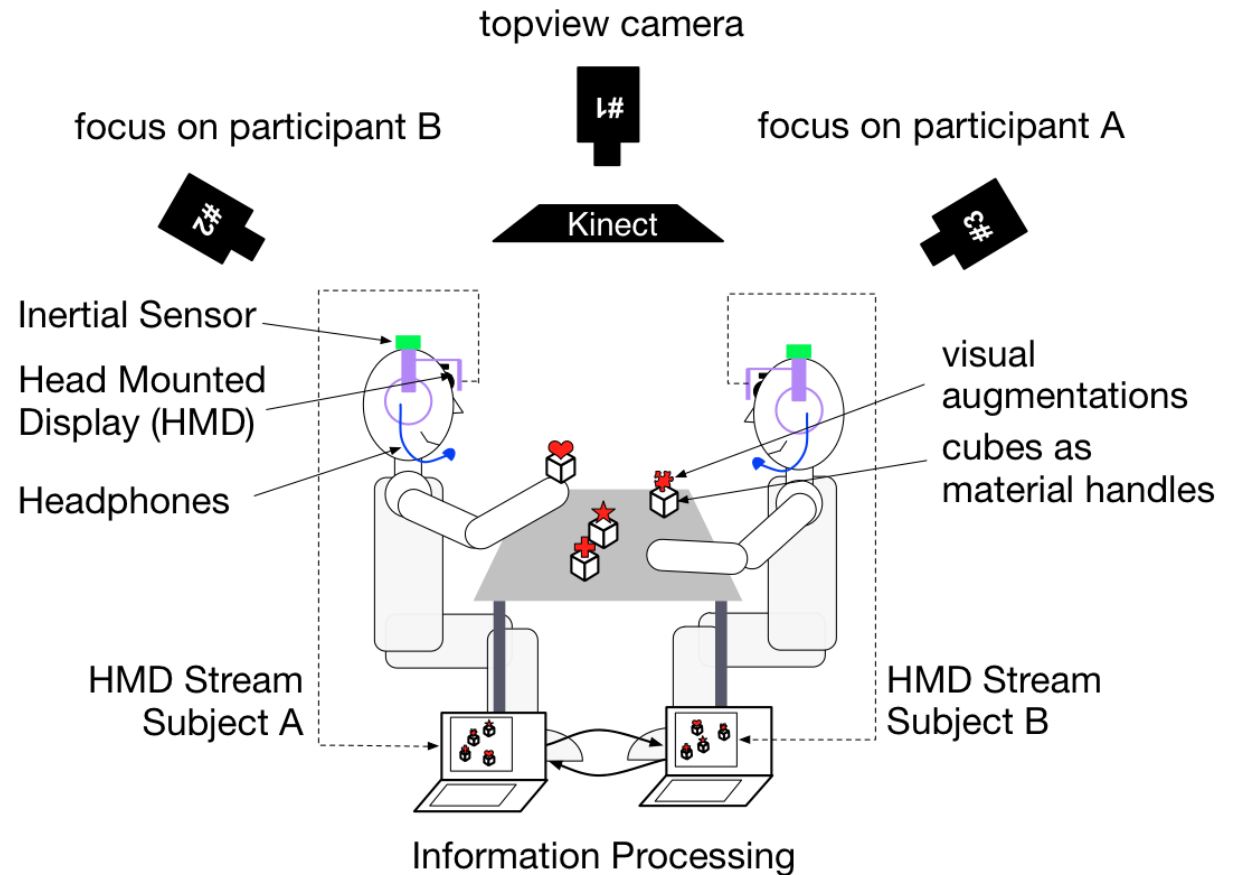 topview camera
#1
focus on participant B
focus on participant A
#2
Kinect
#3
Inertial Sensor
Head Mounted
Display (HMD)
Headphones
visual
augmentations
cubes as
material handles
HMD Stream
Subject A
HMD Stream
Subject B
Information Processing